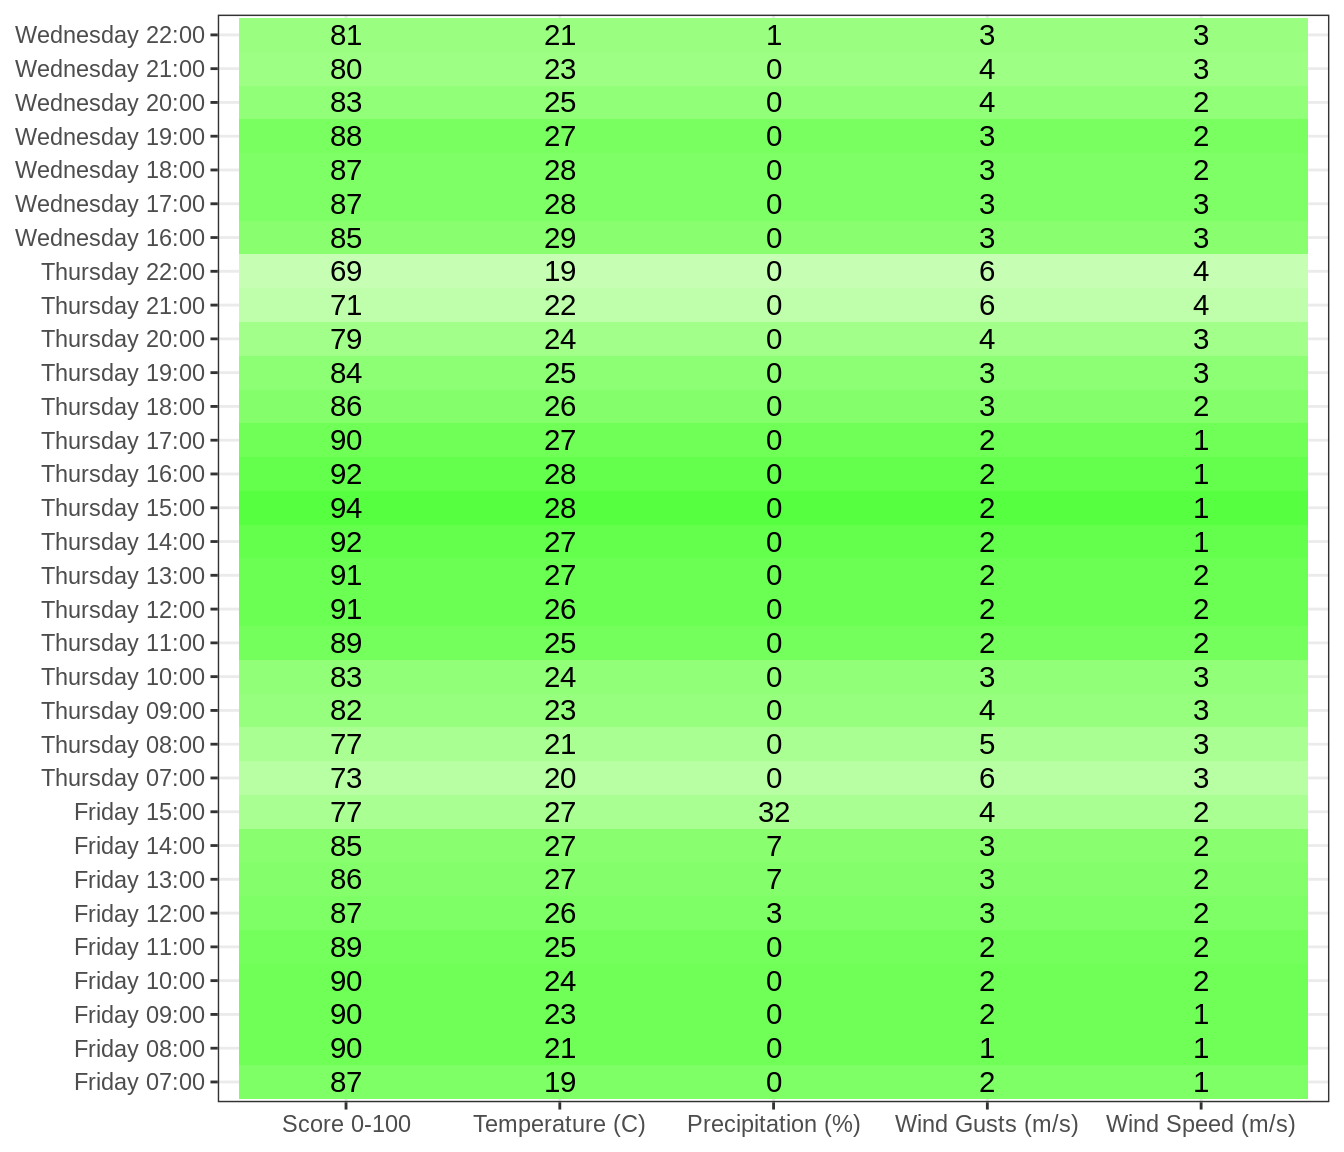 Wednesday 22:00 81 21 1 3 3
Wednesday 21:00 80 23 0 4 3
Wednesday 20:00 83 25 0 4 2
Wednesday 19:00 88 27 0 3 2
Wednesday 18:00 87 28 0 3 2
Wednesday 17:00 87 28 0 3 3
Wednesday 16:00 85 29 0 3 3
Thursday 22:00 69 19 0 6 4
Thursday 21:00 71 22 0 6 4
Thursday 20:00 79 24 0 4 3
Thursday 19:00 84 25 0 3 3
Thursday 18:00 86 26 0 3 2
Thursday 17:00 90 27 0 2 1
Thursday 16:00 92 28 0 2 1
Thursday 15:00 94 28 0 2 1
Thursday 14:00 92 27 0 2 1
Thursday 13:00 91 27 0 2 2
Thursday 12:00 91 26 0 2 2
Thursday 11:00 89 25 0 2 2
Thursday 10:00 83 24 0 3 3
Thursday 09:00 82 23 0 4 3
Thursday 08:00 77 21 0 5 3
Thursday 07:00 73 20 0 6 3
Friday 15:00 77 27 32 4 2
Friday 14:00 85 27 7 3 2
Friday 13:00 86 27 7 3 2
Friday 12:00 87 26 3 3 2
Friday 11:00 89 25 0 2 2
Friday 10:00 90 24 0 2 2
Friday 09:00 90 23 0 2 1
Friday 08:00 90 21 0 1 1
Friday 07:00 87 19 0 2 1
Score 0-100 Temperature (C) Precipitation (%) Wind Gusts (m/s) Wind Speed (m/s)